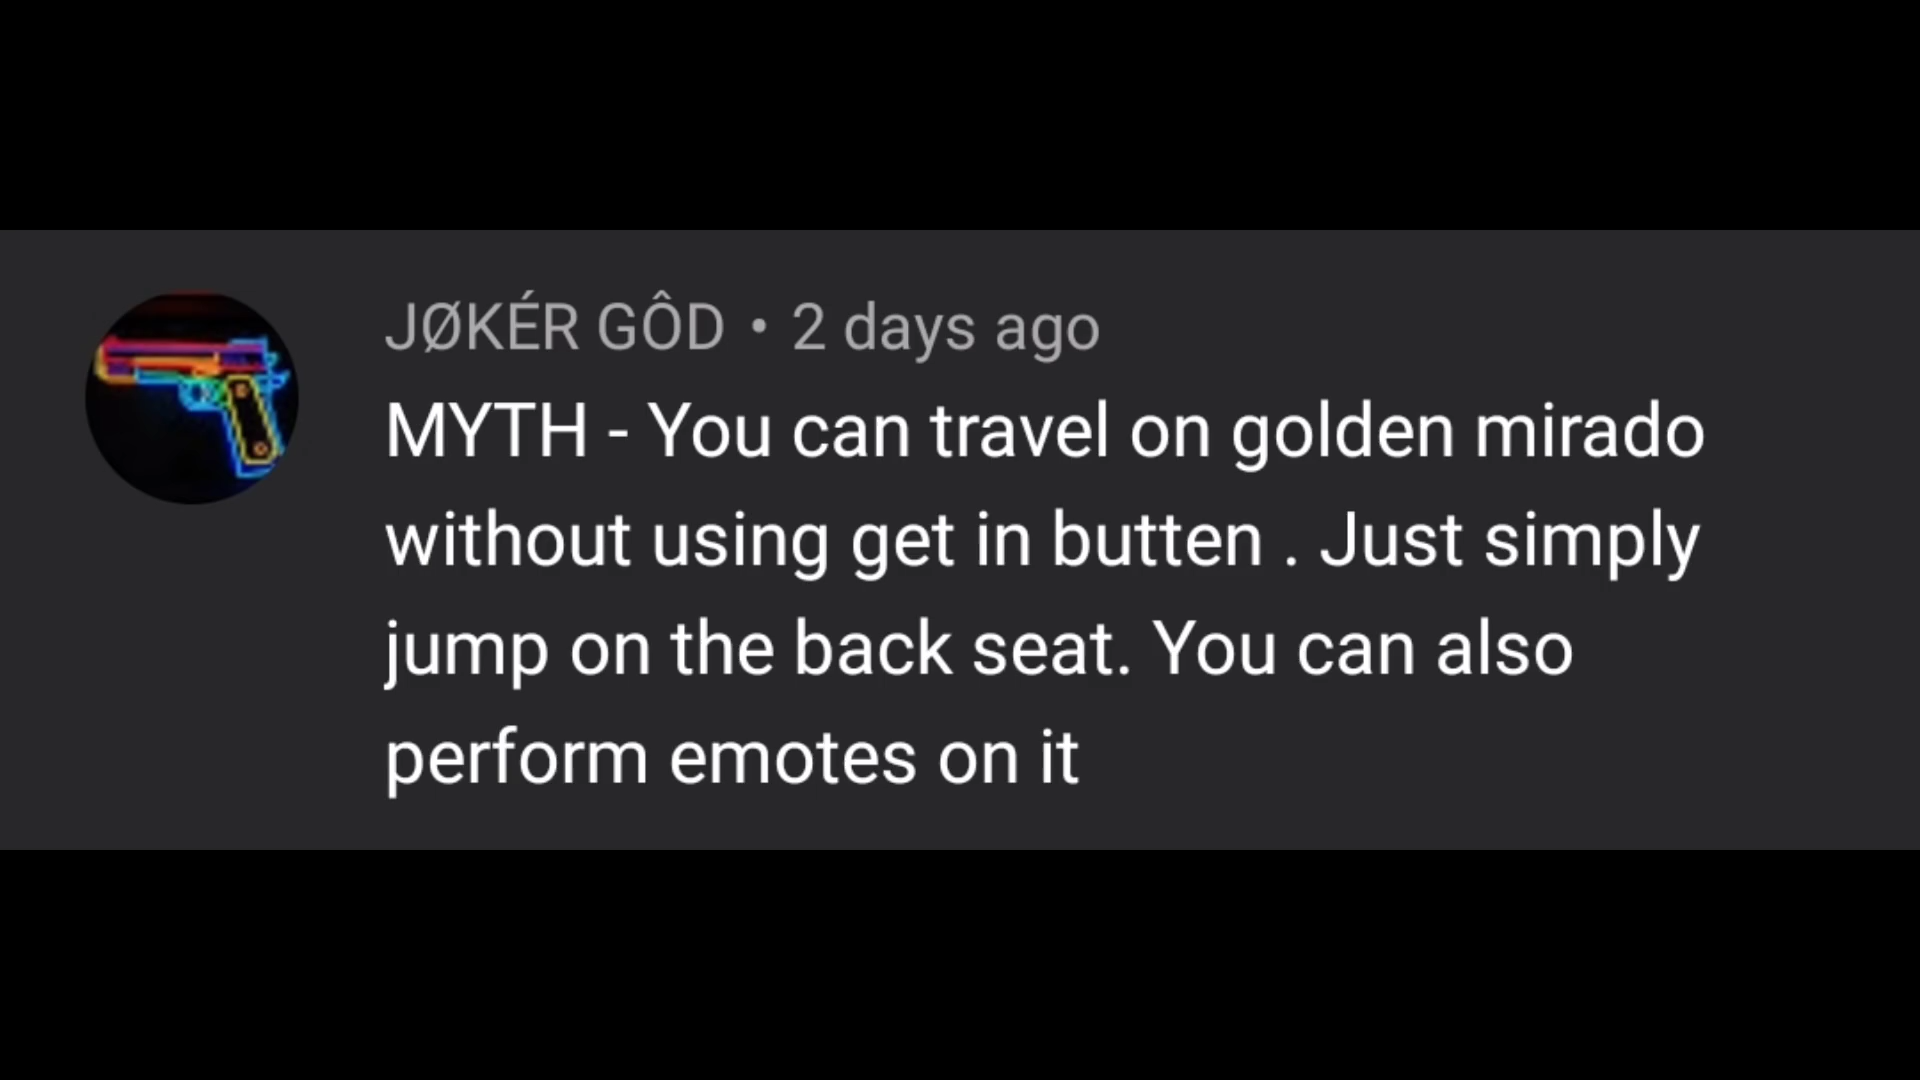 JØKÉR GÔD • 2 days ago
MYTH - You can travel on golden mirado
without using get in butten . Just simply
jump on the back seat. You can also
perform emotes on it